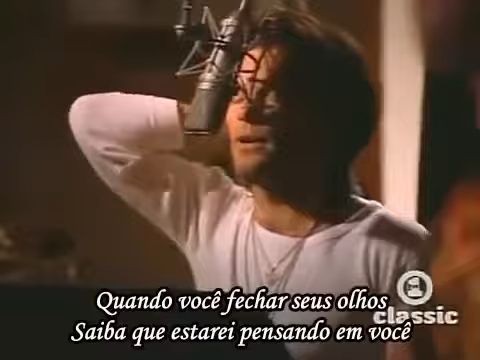 Quando você fechar seus olhos
Saiba que estarei pensando em você
classic